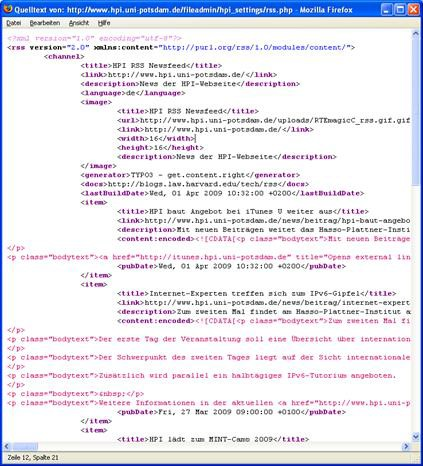 Quelltext von: http://www.hpi.uni-potsdam.de/fileadmin/hpi_settings/rss.php - Mozilla Firefox
Datei Bearbeiten Ansicht Hilfe
<?xml version="1.0" encoding="utf-8"?>
<rss version="2.0" xmlns:content="http://purl.org/rss/1.0/modules/content/">
<channel>
<title>HPI RSS Newsfeed</title>
<link>http://www.hpi.uni-potsdam.de/</link>
<description>News der HPI-Webseite</description>
<language>de</language>
<image>
<title>HPI RSS Newsfeed</title>
<url>http://www.hpi.uni-potsdam.de/uploads/RTEmagicC_rss.gif.gif
<link>http://www.hpi.uni-potsdam.de/</link>
<width>16</width>
<height>16</height>
<description>News der HPI-Webseite</description>
</image>
<generator>TYPO3 - get.content.right</generator>
<docs>http://blogs.law.harvard.edu/tech/rss</docs>
<lastBuildDate>Wed, 01 Apr 2009 10:32:00 +0200</lastBuildDate>
<item>
<title>HPI baut Angebot bei iTunes U weiter aus</title>
<link>http://www.hpi.uni-potsdam.de/news/beitrag/hpi-baut-angebo
<description>Mit neuen Beiträgen weitet das Hasso-Plattner-Insti
<content:encoded><![CDATA[<p class="bodytext">Mit neuen Beiträge
</p>
<p class="bodytext"><a href="http://itunes.uni-potsdam.de" title="Opens external lin
<pubDate>Wed, 01 Apr 2009 10:32:00 +0200</pubDate>
</item>
<item>
<title>Internet-Experten treffen sich zum IPv6-Gipfel</title>
<link>http://www.hpi.uni-potsdam.de/news/beitrag/internet-expert
<description>Zum zweiten Mal findet am Hasso-Plattner-Institut a
<content:encoded><![CDATA[<p class="bodytext">Zum zweiten Mal fi
</p>
<p class="bodytext">Der erste Tag der Veranstaltung soll eine Übersicht über internation
</p>
<p class="bodytext">Der Schwerpunkt des zweiten Tages liegt auf der Sicht internationale
</p>
<p class="bodytext">Zusätzlich wird parallel ein halbtägiges IPv6-Tutorium angeboten.
</p>
<p class="bodytext">&nbsp;</p>
<p class="bodytext">Weitere Informationen in der aktuellen <a href="http://www.hpi.uni-p
<pubDate>Fri, 27 Mar 2009 09:00:00 +0100</pubDate>
</item>
<item>
<title>HPI lädt zum MINT-Camp 2009</title>
Zeile 12, Spalte 21